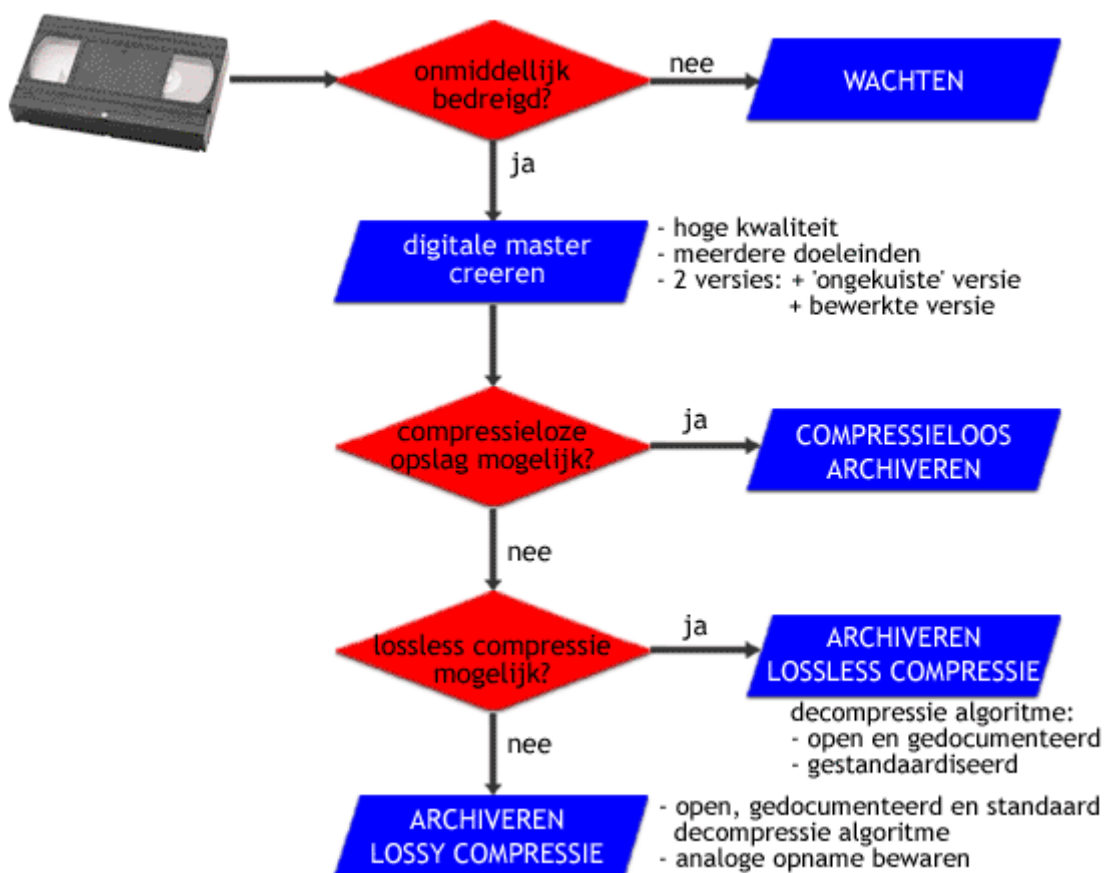 onmiddellijk
bedreigd?
nee
WACHTEN
ja
digitale master
creeren
- hoge kwaliteit
- meerdere doeleinden
- 2 versies: + 'ongekuiste' versie
+ bewerkte versie
compressieloze
opslag mogelijk?
ja
COMPRESSIELOOS
ARCHIVEREN
nee
lossless compressie
mogelijk?
ja
ARCHIVEREN
LOSSLESS COMPRESSIE
decompressie algoritme:
- open en gedocumenteerd
- gestandaardiseerd
nee
ARCHIVEREN
LOSSY COMPRESSIE
- open, gedocumenteerd en standaard
decompressie algoritme
- analoge opname bewaren